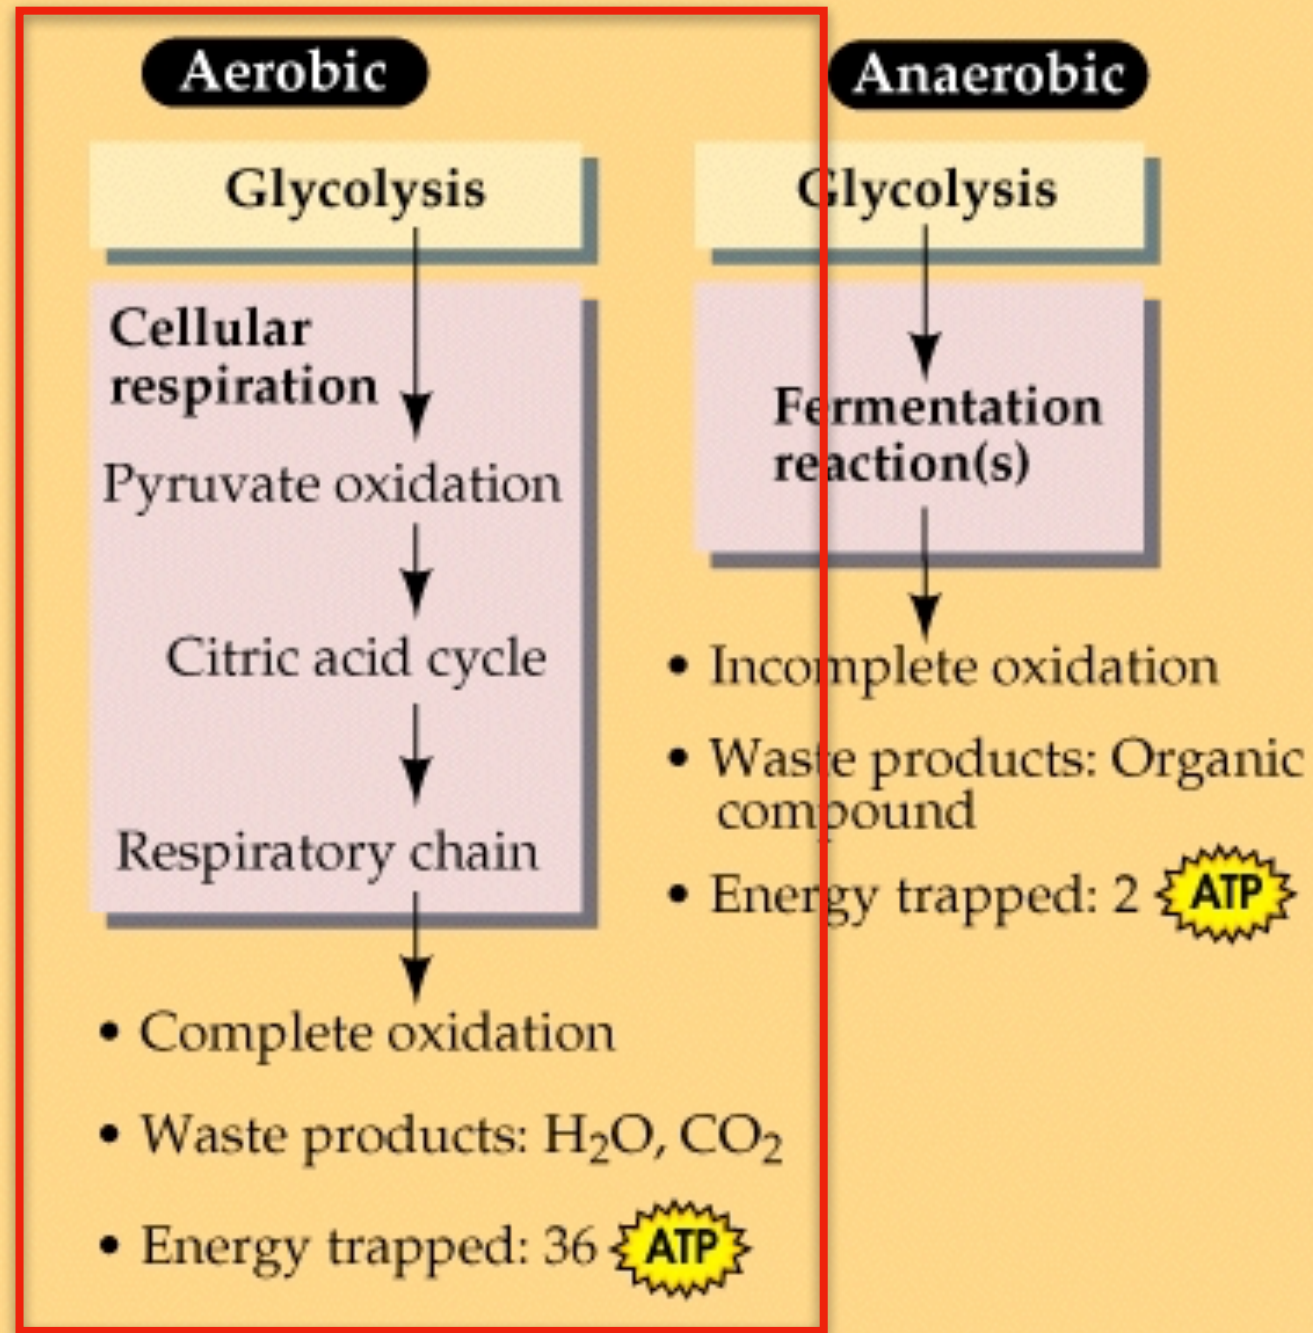 Aerobic
Glycolysis
Cellular
respiration
Pyruvate oxidation
Citric acid cycle
Respiratory chain
• Complete oxidation
• Waste products: H₂O, CO₂
• Energy trapped: 36 ATP
Anaerobic
Glycolysis
Fermentation
reaction(s)
• Incomplete oxidation
• Waste products: Organic
compound
• Energy trapped: 2 ATP